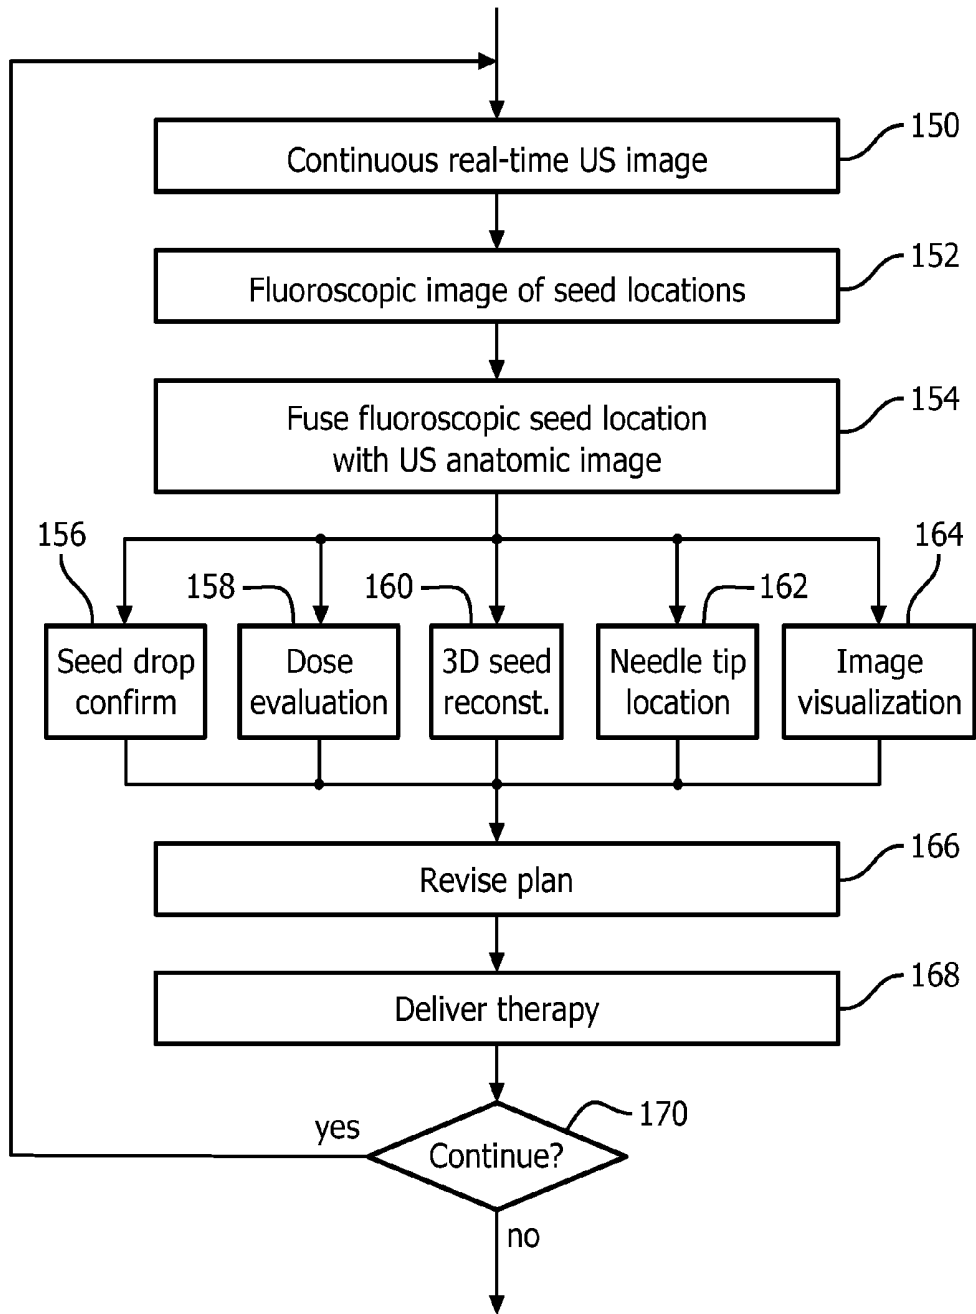 150
Continuous real-time US image
152
Fluoroscopic image of seed locations
154
Fuse fluoroscopic seed location
with US anatomic image
156
158
160
162
164
Seed drop
confirm
Dose
evaluation
3D seed
reconst.
Needle tip
location
Image
visualization
166
Revise plan
168
Deliver therapy
170
yes
Continue?
no